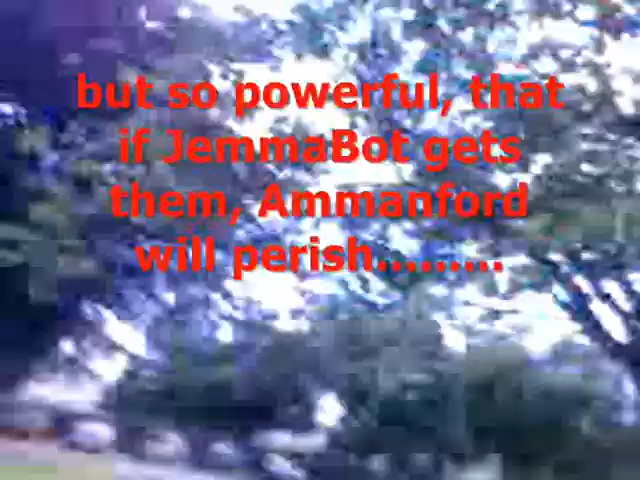 but so powerful, that
if JemmaBot gets
them, Ammanford
will perish.........